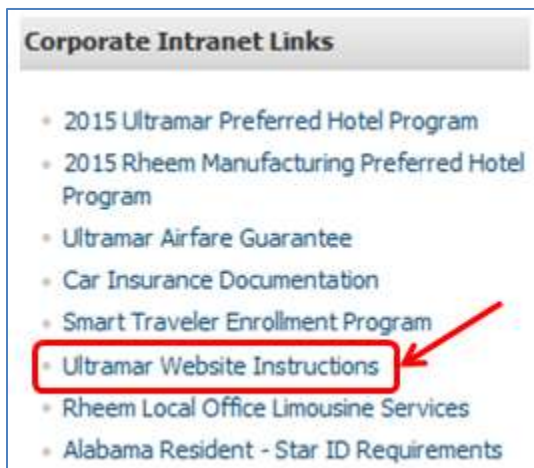 Corporate Intranet Links
2015 Ultramar Preferred Hotel Program
2015 Rheem Manufacturing Preferred Hotel
Program
Ultramar Airfare Guarantee
Car Insurance Documentation
Smart Traveler Enrollment Program
Ultramar Website Instructions
Rheem Local Office Limousine Services
Alabama Resident - Star ID Requirements